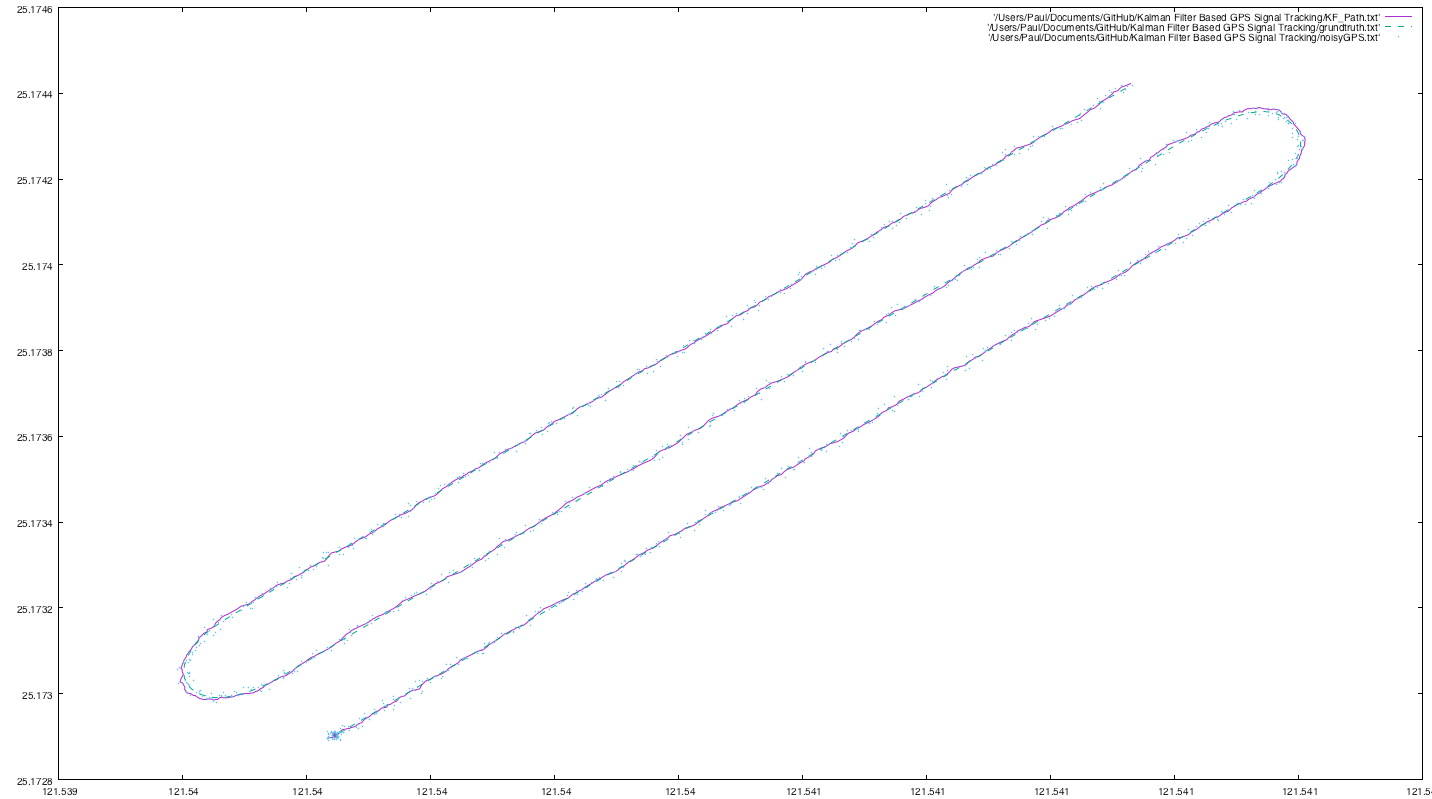 25.1746
'/Users/Paul/Documents/GitHub/Kalman Filter Based GPS Signal Tracking/KF_Path.txt'
'/Users/Paul/Documents/GitHub/Kalman Filter Based GPS Signal Tracking/grundtruth.txt'
'/Users/Paul/Documents/GitHub/Kalman Filter Based GPS Signal Tracking/noisyGPS.txt'
25.1744
25.1742
25.174
25.1738
25.1736
25.1734
25.1732
25.173
25.1728
121.539 121.54 121.54 121.54 121.54 121.54 121.541 121.541 121.541 121.541 121.541